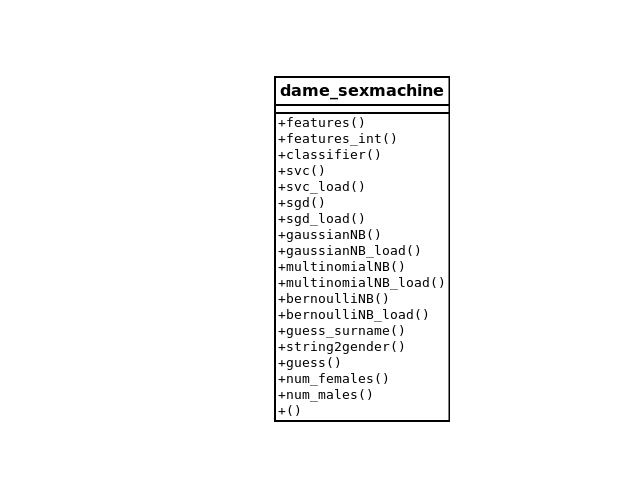 dame_sexmachine
+features()
+features_int()
+classifier()
+svc()
+svc_load()
+sgd()
+sgd_load()
+gaussianNB()
+gaussianNB_load()
+multinomialNB()
+multinomialNB_load()
+bernoulliNB()
+bernoulliNB_load()
+guess_surname()
+string2gender()
+guess()
+num_females()
+num_males()
+()